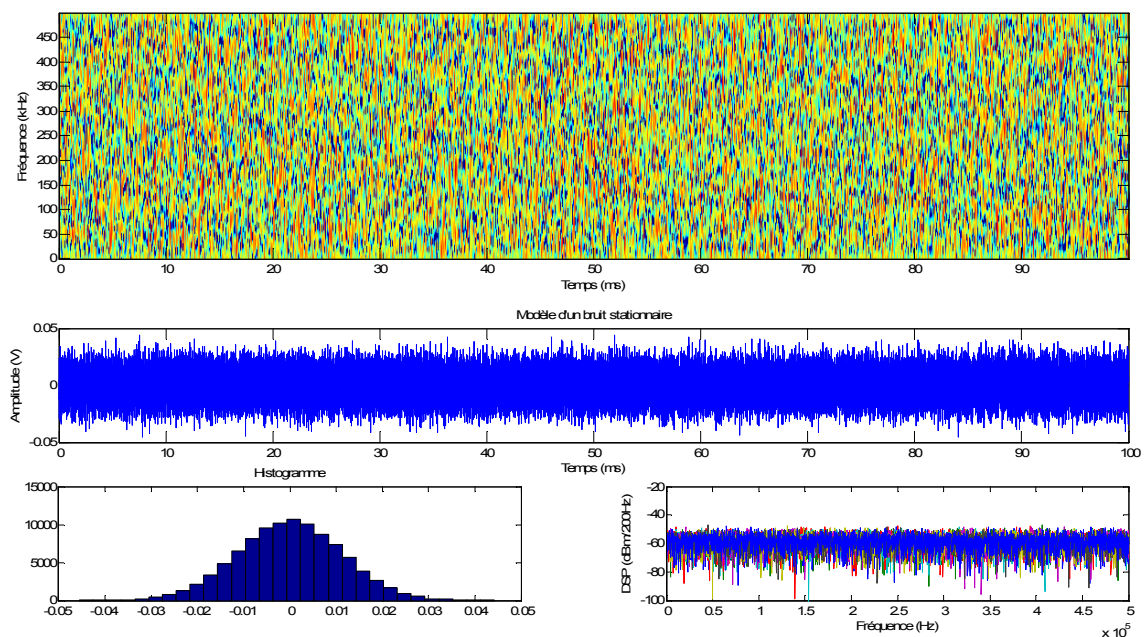 450
400
350
300
250
200
150
100
50
0
Fréquence (kHz)
0 10 20 30 40 50 60 70 80 90 100
Temps (ms)
Modèle d'un bruit stationnaire
0.05
0
-0.05
Amplitude (V)
0 10 20 30 40 50 60 70 80 90 100
Temps (ms)
Histogramme
15000
10000
5000
0
-0.05 -0.04 -0.03 -0.02 -0.01 0 0.01 0.02 0.03 0.04 0.05
-20
-40
-60
-80
-100
DSP (dBm/200Hz)
0 0.5 1 1.5 2 2.5 3 3.5 4 4.5 5
Fréquence (Hz)
x 10^5